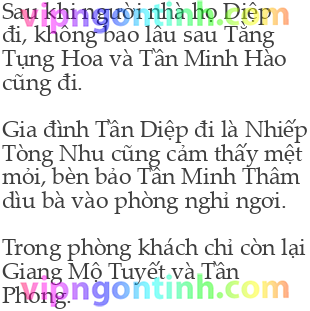 Sau khi người nhà họ Diệp
đi, không bao lâu sau Tằng
Tụng Hoa và Tần Minh Hào
cũng đi.

Gia đình Tần Diệp đi là Nhiếp
Tòng Nhu cũng cảm thấy mệt
mỏi, bèn bảo Tần Minh Thâm
dìu bà vào phòng nghỉ ngơi.

Trong phòng khách chỉ còn lại
Giang Mộ Tuyết và Tần
Phong.
vipngontinh.com
vipngontinh.com